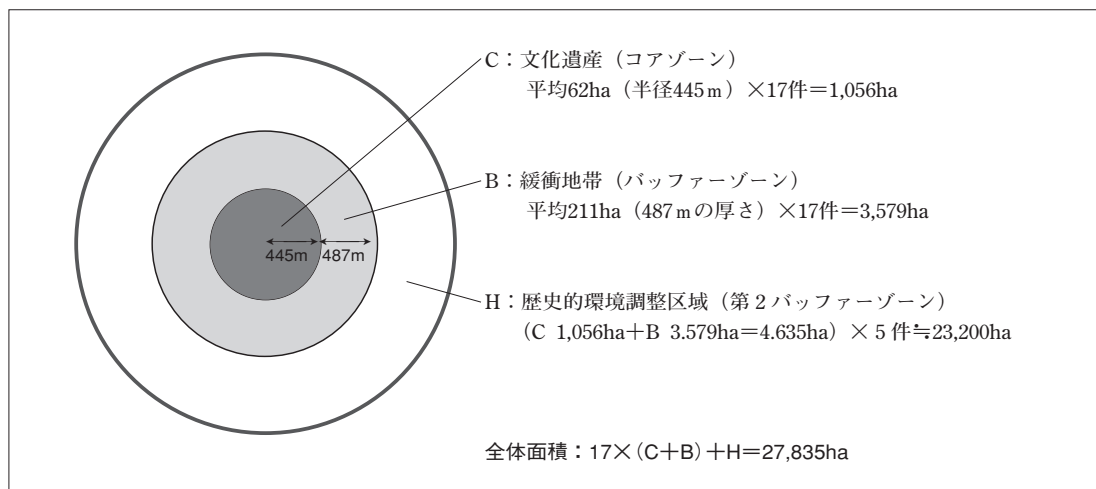 C：文化遺産（コアゾーン）
平均62ha（半径445m）×17件＝1,056ha
B：緩衝地帯（バッファーゾーン）
平均211ha（487mの厚さ）×17件＝3,579ha
445m
487m
H：歴史的環境調整区域（第２バッファーゾーン）
（C 1,056ha＋B 3.579ha＝4.635ha）×５件≒23,200ha
全体面積：17×（C＋B）＋H＝27,835ha